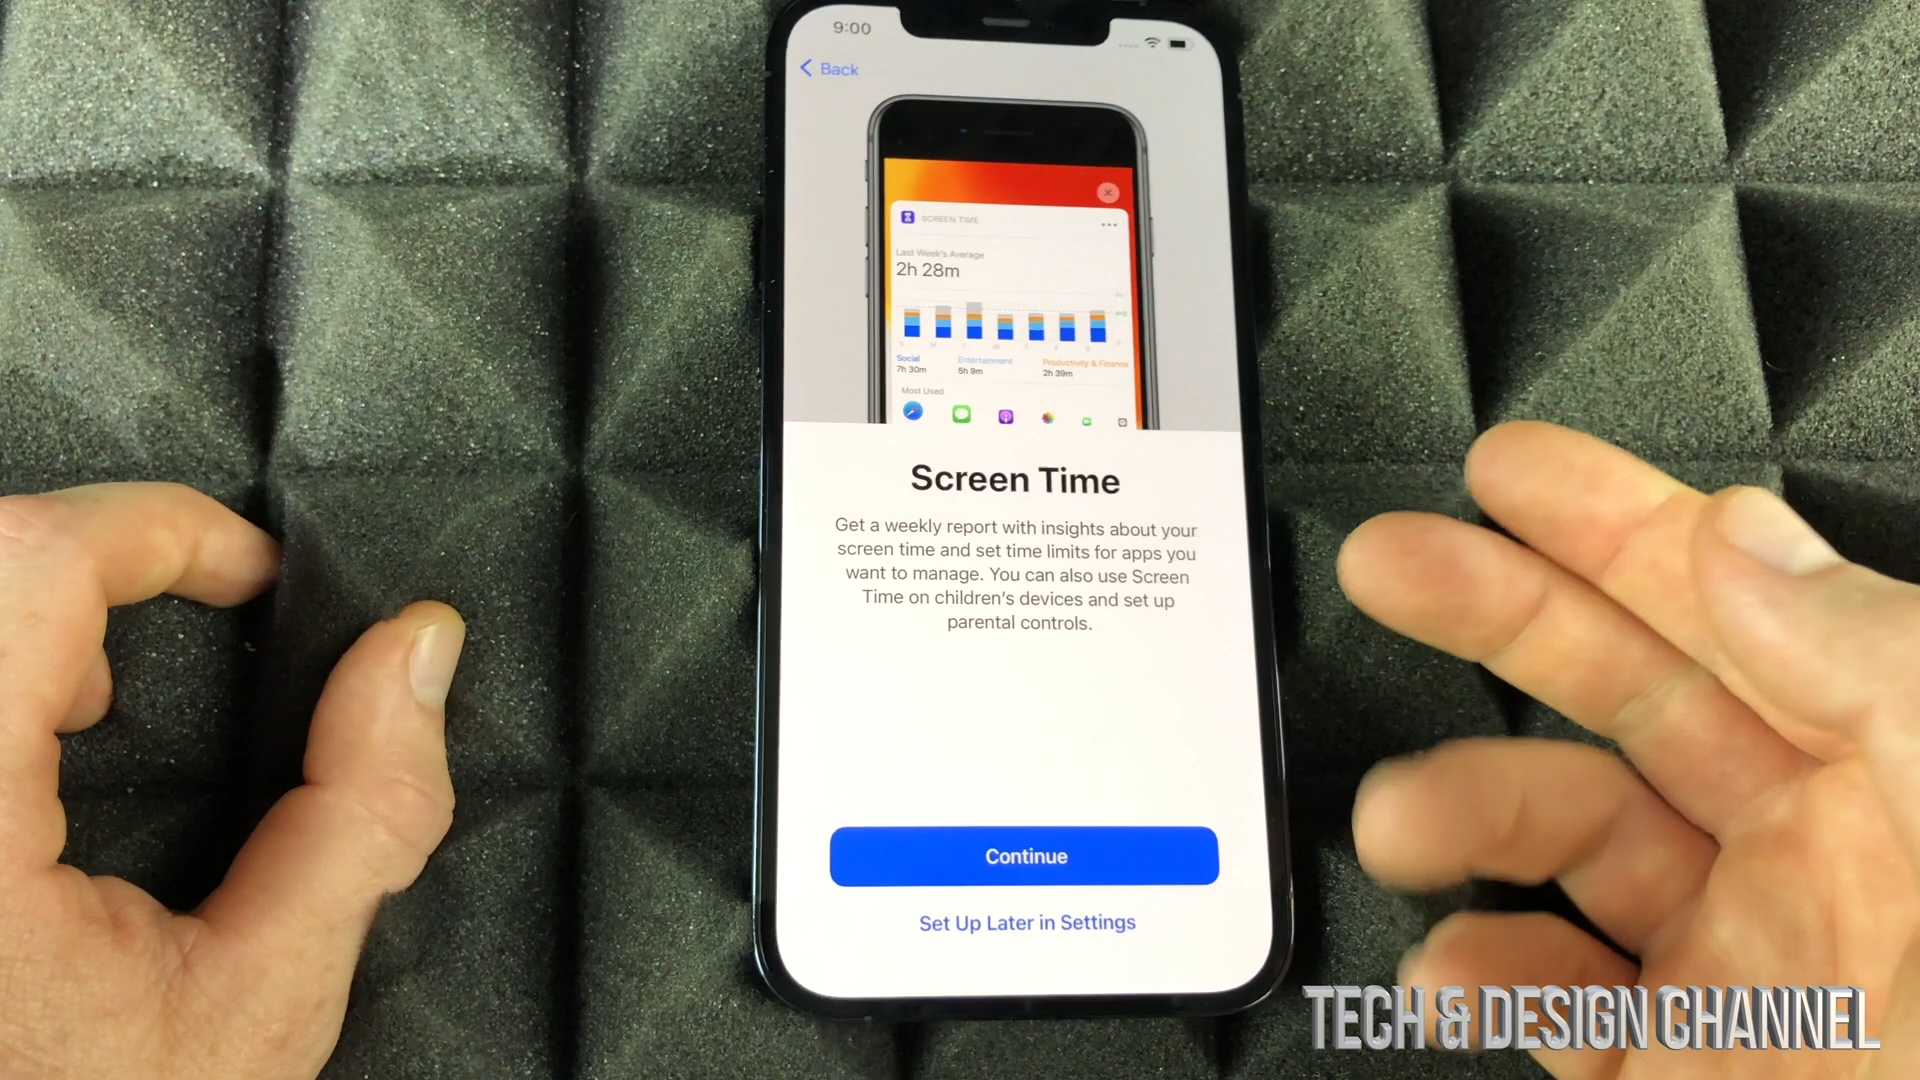 9:00
Back
SCREEN TIME
Last Week's Average
2h 28m
Social
Entertainment
Productivity & Finance
7h 30m
5h 9m
2h 39m
Most Used
Screen Time
Get a weekly report with insights about your
screen time and set time limits for apps you
want to manage. You can also use Screen
Time on children's devices and set up
parental controls.
Continue
Set Up Later in Settings
TECH & DESIGN CHANNEL